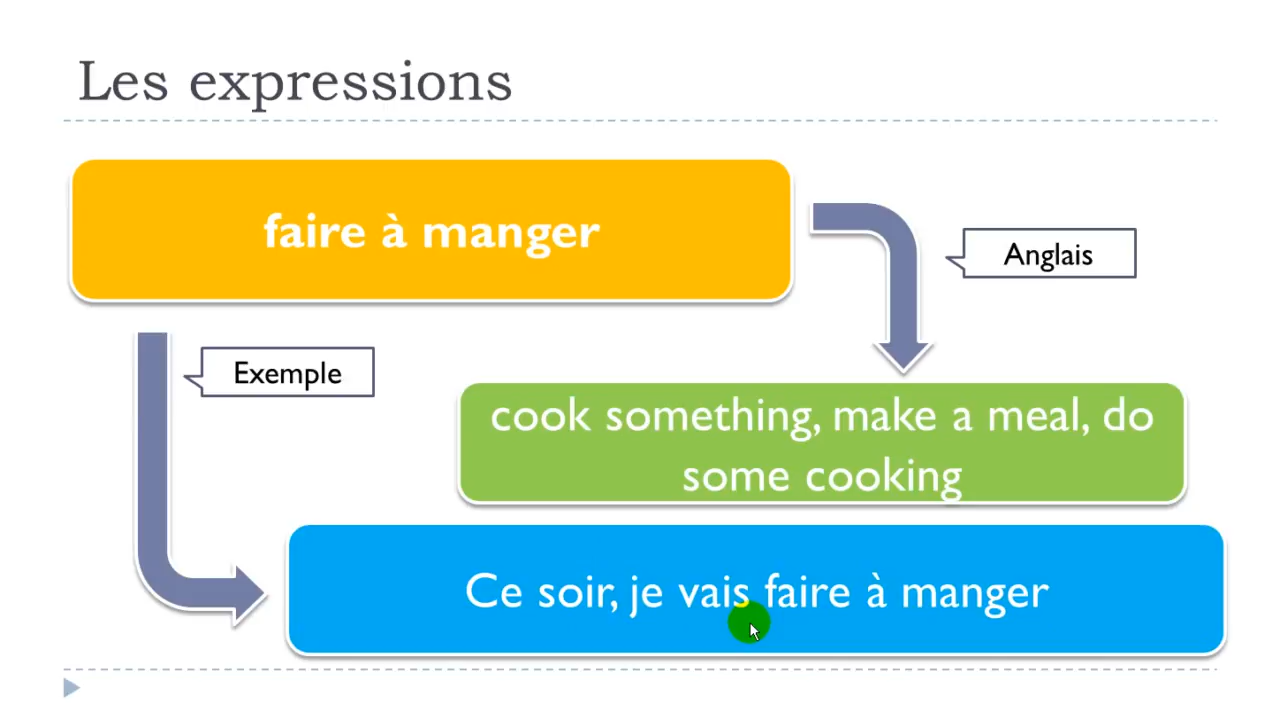 Les expressions
faire à manger
Anglais
Exemple
cook something, make a meal, do
some cooking
Ce soir, je vais faire à manger